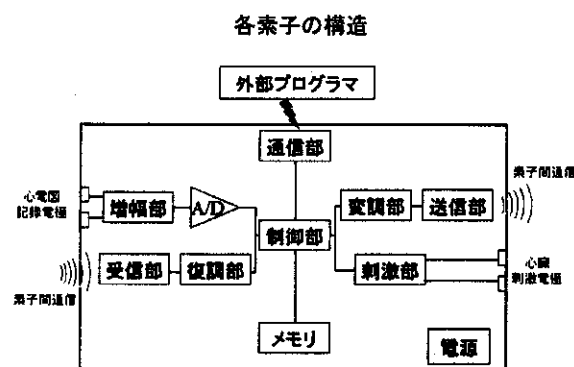 各素子の構造
外部プログラマ
通信部
心電図
記録電極
増幅部
A/D
変調部
送信部
素子間通信
制御部
受信部
復調部
素子間通信
刺激部
心臓
刺激電極
メモリ
電源